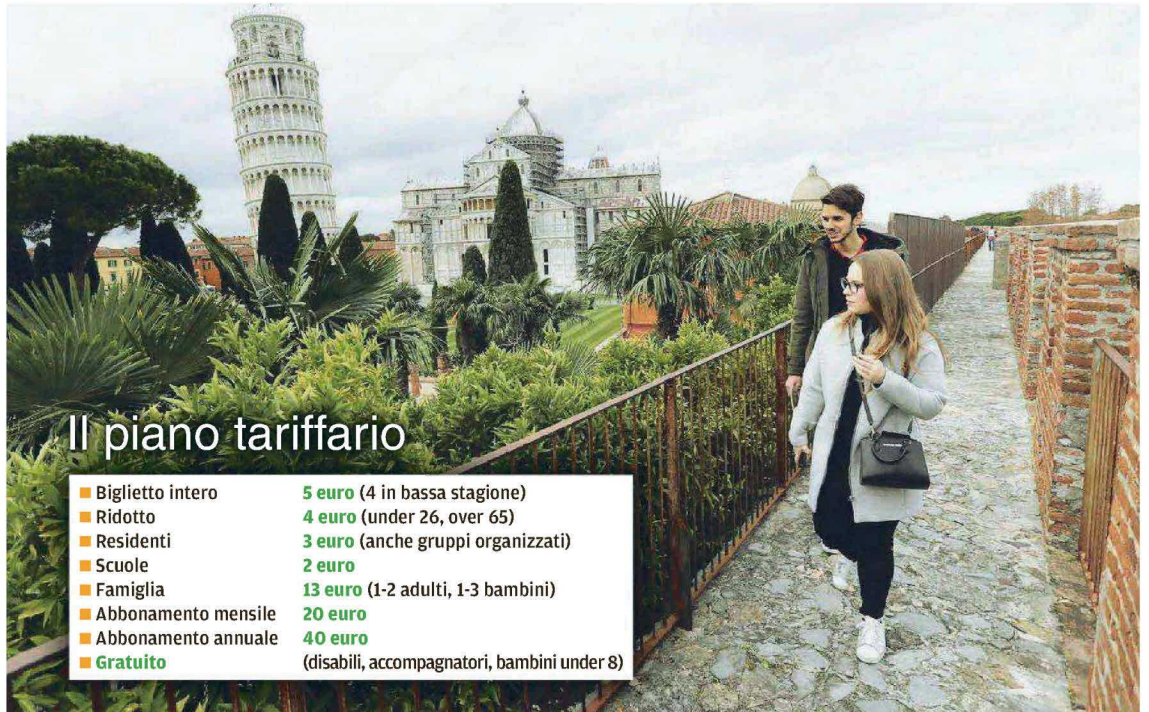 Il piano tariffario
Biglietto intero 5 euro (4 in bassa stagione)
Ridotto 4 euro (under 26, over 65)
Residenti 3 euro (anche gruppi organizzati)
Scuole 2 euro
Famiglia 13 euro (1-2 adulti, 1-3 bambini)
Abbonamento mensile 20 euro
Abbonamento annuale 40 euro
Gratuito (disabili, accompagnatori, bambini under 8)